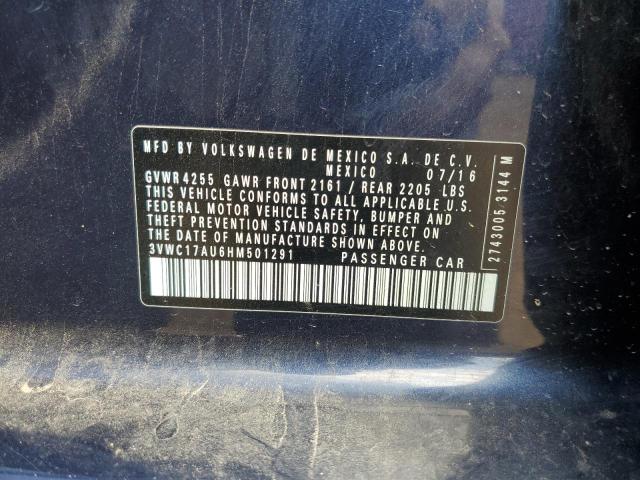 MFD BY VOLKSWAGEN DE MEXICO S.A. DE C.V.
MEXICO 07/16
GVWR 4255 GAWR FRONT 2161 / REAR 2205 LBS
THIS VEHICLE CONFORMS TO ALL APPLICABLE U.S.
FEDERAL MOTOR VEHICLE SAFETY, BUMPER AND
THEFT PREVENTION STANDARDS IN EFFECT ON
THE DATE OF MANUFACTURE SHOWN ABOVE.
3VWC17AU6HM501291 PASSENGER CAR
2743005 3144 M